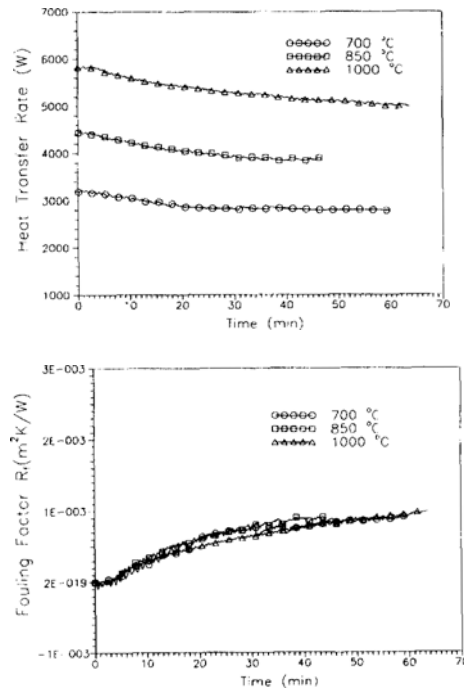 700 °C
850 °C
1000 °C
Heat Transfer Rate (W)
7000
6000
5000
4000
3000
2000
1000
0 10 20 30 40 50 60 70
Time (min)
700 °C
850 °C
1000 °C
Fouling Factor Rf(m²K/W)
3E-003
2E-003
1E-003
2E-019
-1E-003
0 10 20 30 40 50 60 70
Time (min)